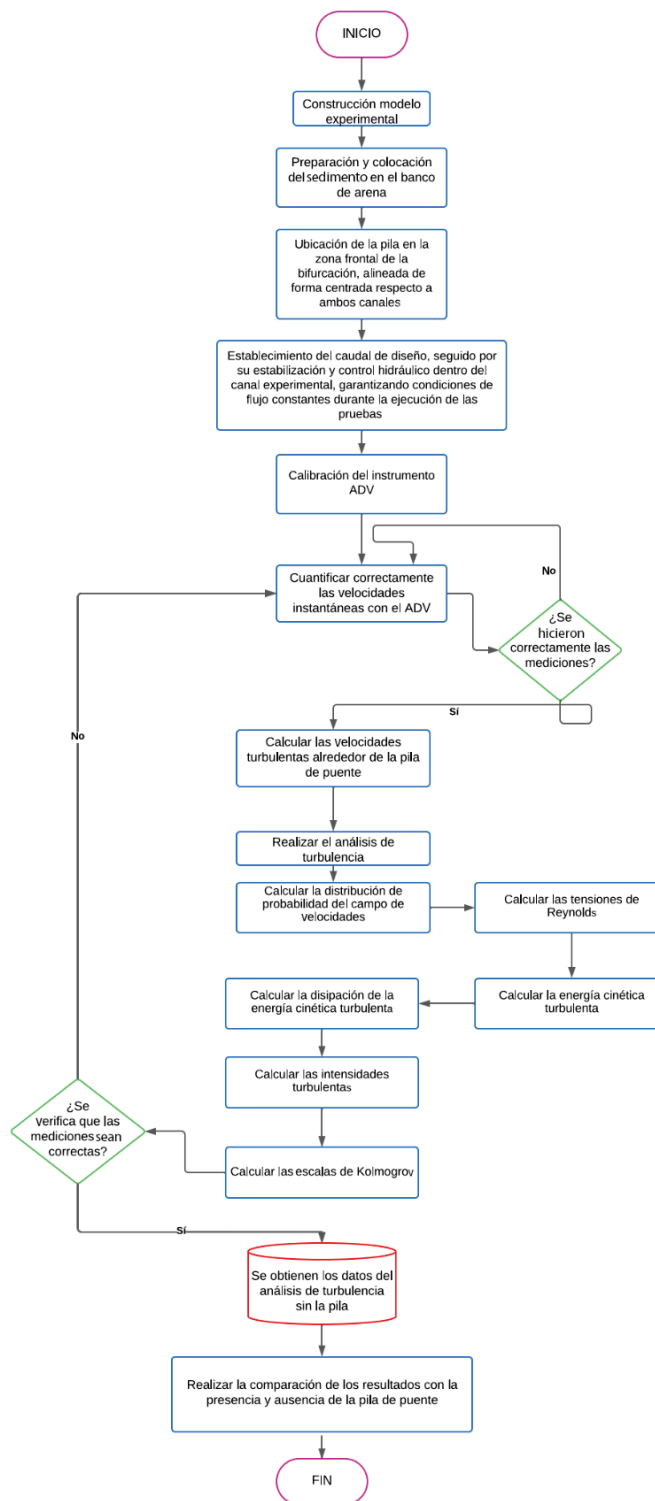 INICIO
Construcción modelo
experimental
Preparación y colocación
del sedimento en el banco
de arena
Ubicación de la pila en la
zona frontal de la
bifurcación, alineada de
forma centrada respecto a
ambos canales
Establecimiento del caudal de diseño, seguido por
su estabilización y control hidráulico dentro del
canal experimental, garantizando condiciones de
flujo constantes durante la ejecución de las
pruebas
Calibración del instrumento
ADV
Cuantificar correctamente
las velocidades
instantáneas con el ADV
No
¿Se
hicieron
correctamente las
mediciones?
Sí
Calcular las velocidades
turbulentas alrededor de la pila
de puente
No
Realizar el análisis de
turbulencia
Calcular la distribución de
probabilidad del campo de
velocidades
Calcular las tensiones de
Reynolds
Calcular la energía cinética
turbulenta
Calcular la disipación de la
energía cinética turbulenta
Calcular las intensidades
turbulentas
Calcular las escalas de Kolmogrov
¿Se
verifica que las
mediciones sean
correctas?
Sí
Se obtienen los datos del
análisis de turbulencia
sin la pila
Realizar la comparación de los resultados con la
presencia y ausencia de la pila de puente
FIN